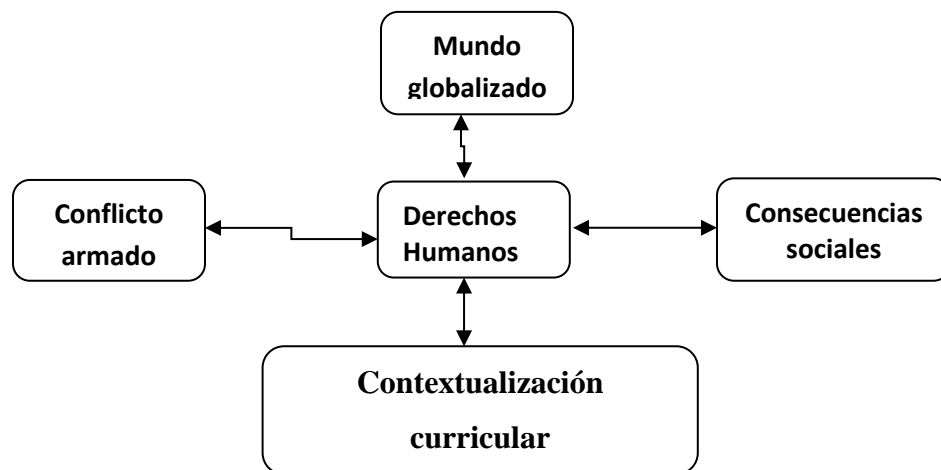 Mundo
globalizado
Conflicto
armado
Derechos
Humanos
Consecuencias
sociales
Contextualización
curricular